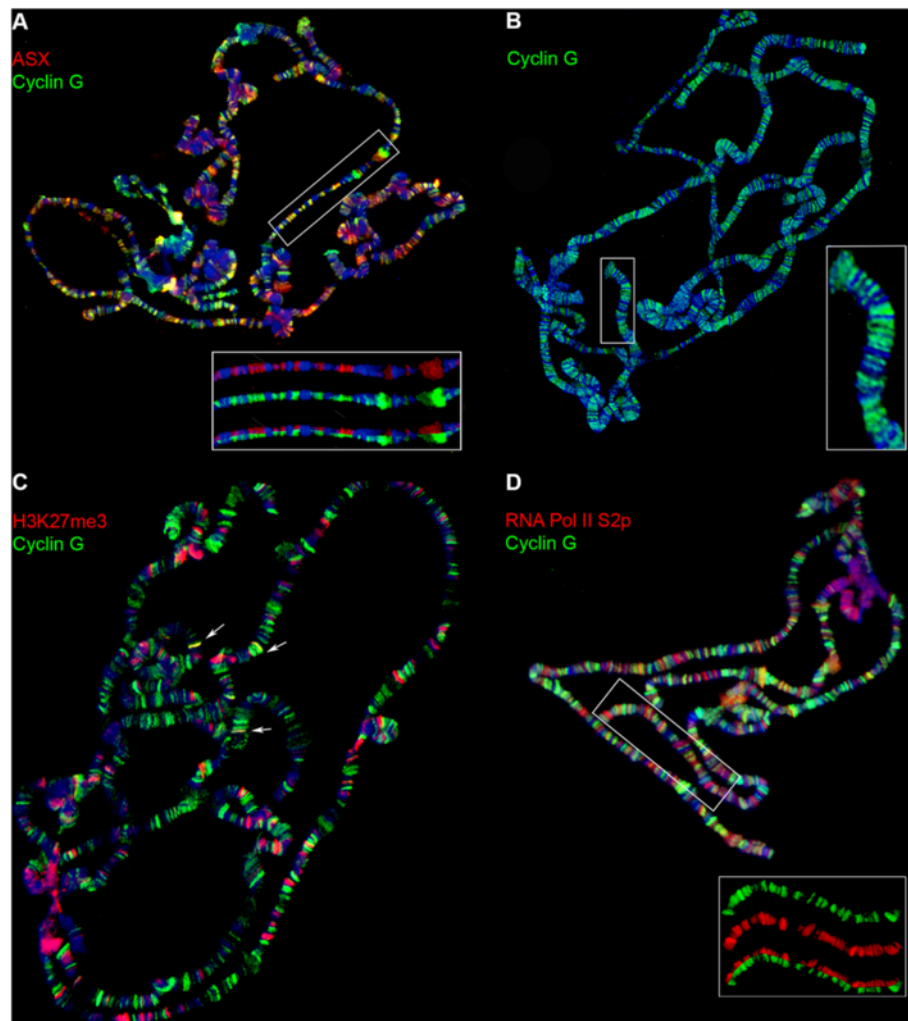 A
ASX
Cyclin G
B
Cyclin G
C
H3K27me3
Cyclin G
D
RNA Pol II S2p
Cyclin G